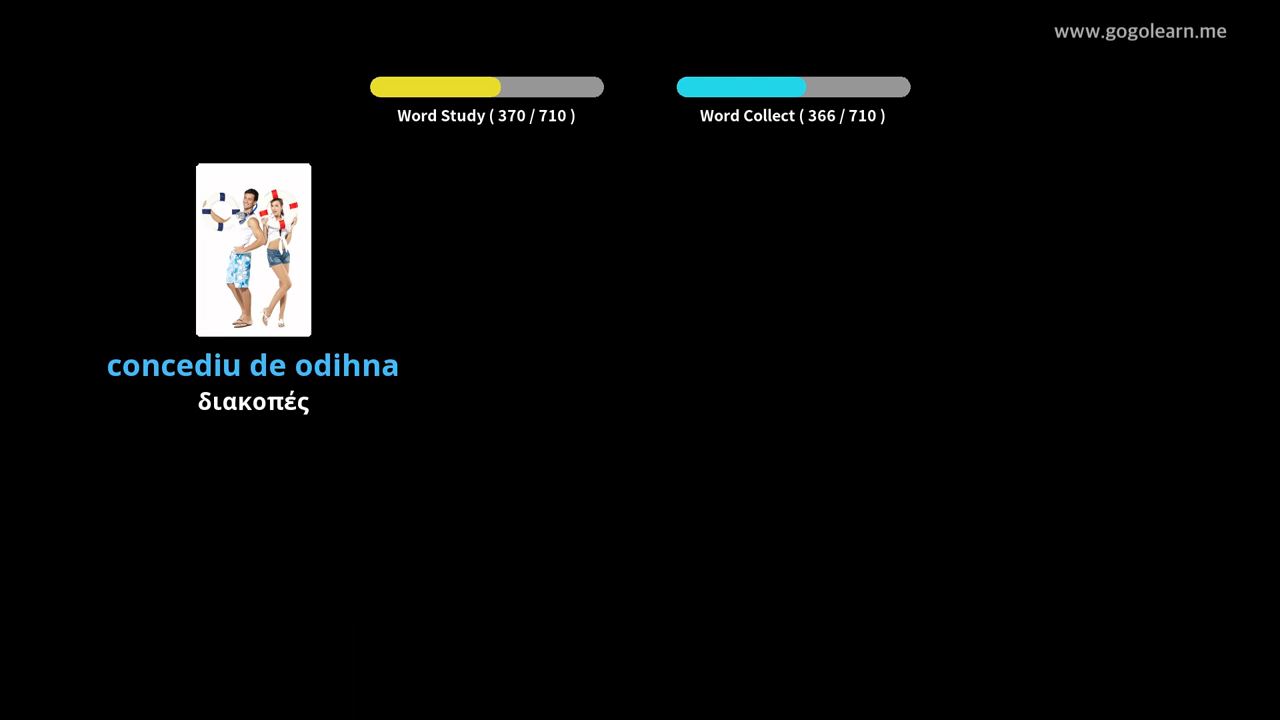 www.gogolearn.me
Word Study ( 370 / 710 )
Word Collect ( 366 / 710 )
concediu de odihna
διακοπές